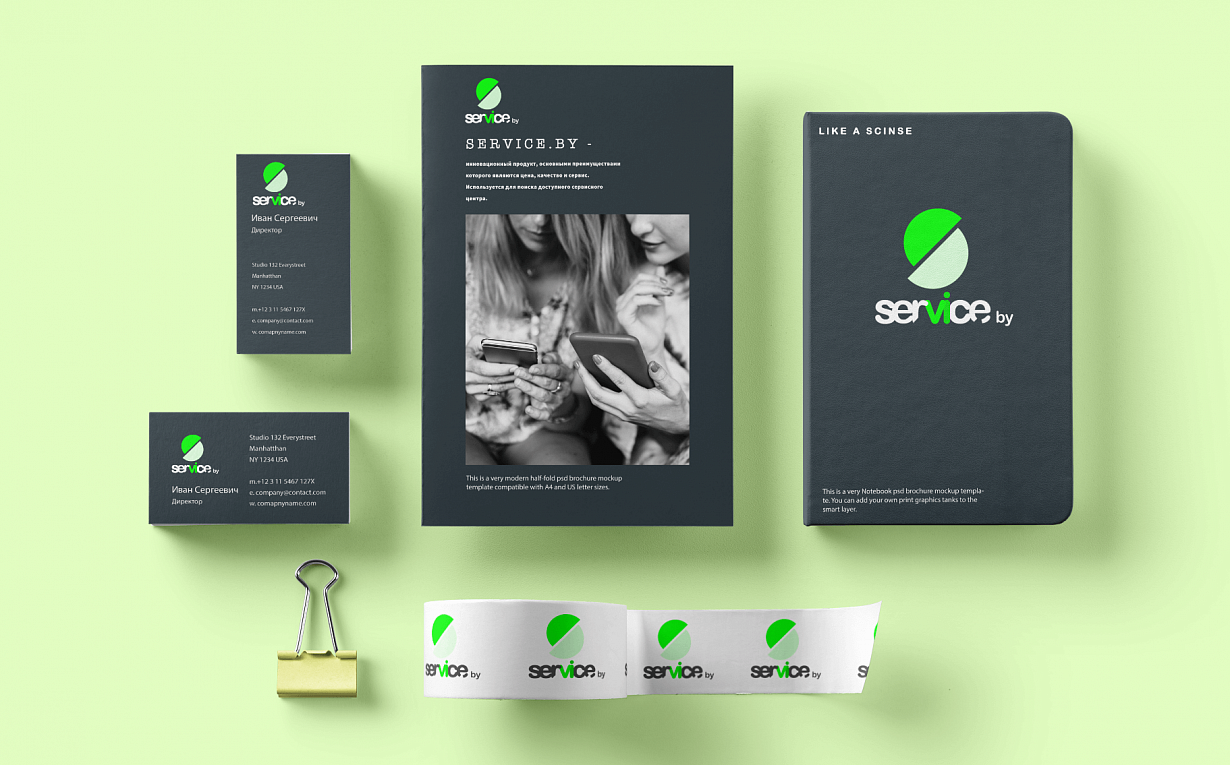 service.by
Иван Сергеевич
Директор
Studio 132 Everystreet
Manhatthan
NY 1234 USA
m.+12 3 11 5467 127X
e. company@contact.com
w. comapnyname.com
service.by
Иван Сергеевич
Директор
Studio 132 Everystreet
Manhatthan
NY 1234 USA
m.+12 3 11 5467 127X
e. company@contact.com
w. comapnyname.com
service.by
SERVICE.BY -
инновационный продукт, основными преимуществами
которого являются цена, качество и сервис.
Используется для поиска доступного сервисного
центра.
This is a very modern half-fold psd brochure mockup
template compatible with A4 and US letter sizes.
LIKE A SCINSE
service.by
This is a very Notebook psd brochure mockup templa-
te. You can add your own print graphics tanks to the
smart layer.
service.by
service.by
service.by
service.by
s